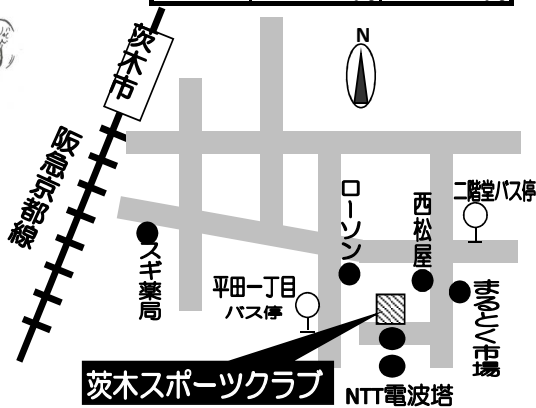 茨木市
N
阪急京都線
二階堂バス停
ローソン
西松屋
スギ薬局
平田一丁目
バス停
まるとく市場
茨木スポーツクラブ
NTT電波塔